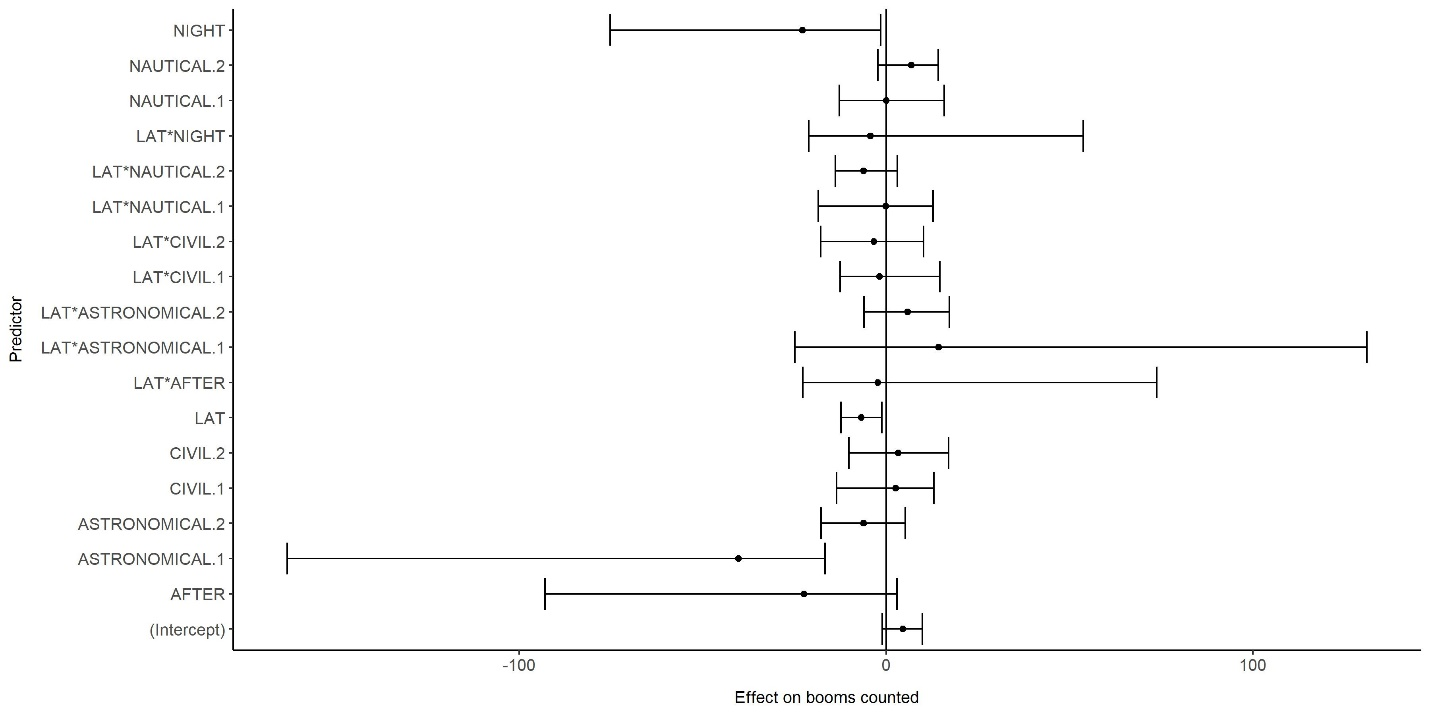 NIGHT
NAUTICAL.2
NAUTICAL.1
LAT*NIGHT
LAT*NAUTICAL.2
LAT*NAUTICAL.1
LAT*CIVIL.2
LAT*CIVIL.1
LAT*ASTRONOMICAL.2
LAT*ASTRONOMICAL.1
LAT*AFTER
LAT
CIVIL.2
CIVIL.1
ASTRONOMICAL.2
ASTRONOMICAL.1
AFTER
(Intercept)
Predictor
-100 0 100
Effect on booms counted